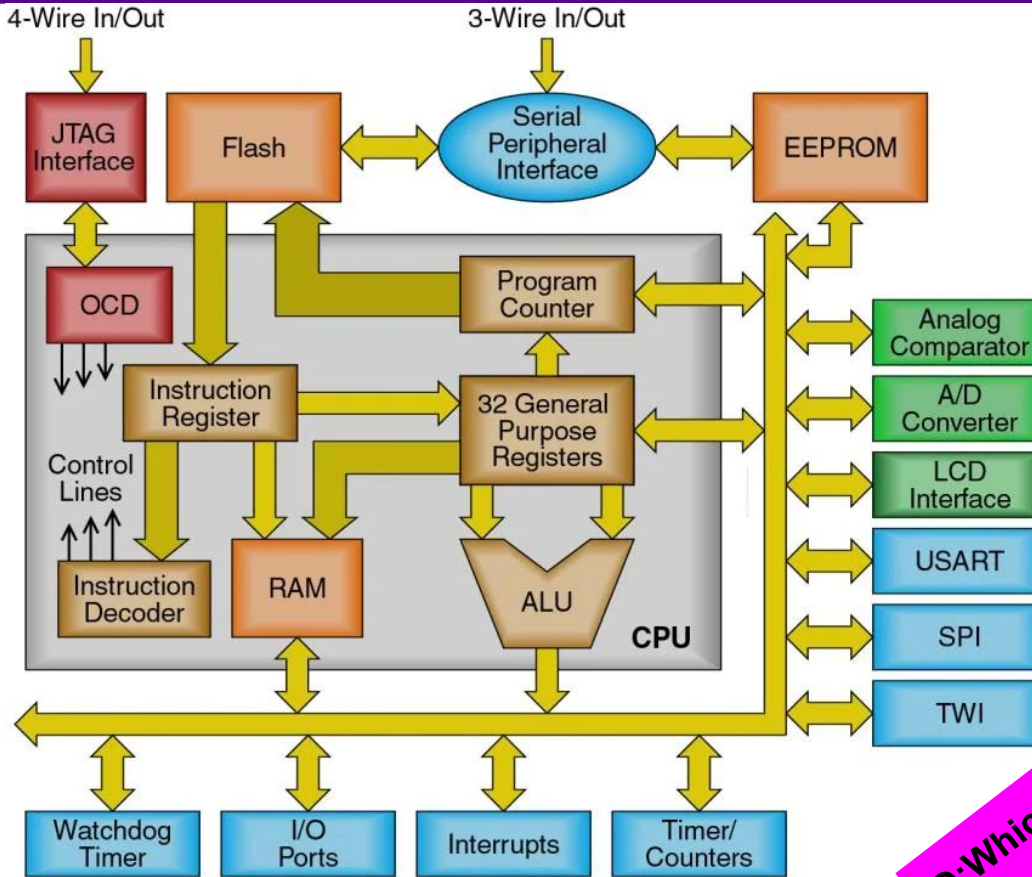 4-Wire In/Out
3-Wire In/Out
JTAG
Interface
Flash
Serial
Peripheral
Interface
EEPROM
OCD
Program
Counter
Analog
Comparator
Instruction
Register
32 General
Purpose
Registers
A/D
Converter
Control
Lines
LCD
Interface
Instruction
Decoder
RAM
ALU
USART
CPU
SPI
TWI
Watchdog
Timer
I/O
Ports
Interrupts
Timer/
Counters